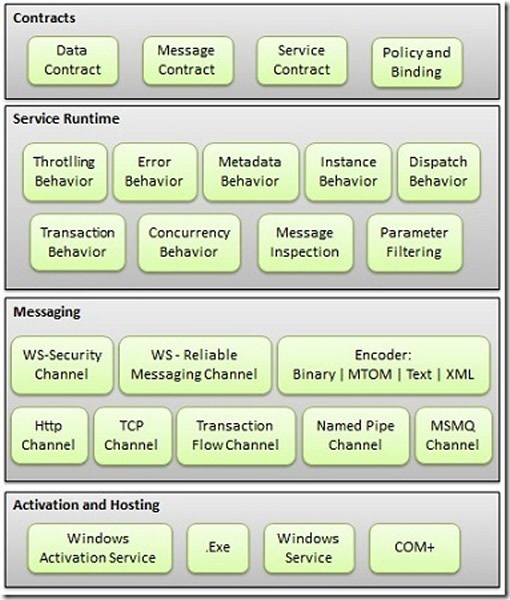 Contracts
Data
Contract
Message
Contract
Service
Contract
Policy and
Binding
Service Runtime
Throtlling
Behavior
Error
Behavior
Metadata
Behavior
Instance
Behavior
Dispatch
Behavior
Transaction
Behavior
Concurrency
Behavior
Message
Inspection
Parameter
Filtering
Messaging
WS-Security
Channel
WS - Reliable
Messaging Channel
Encoder:
Binary | MTOM | Text | XML
Http
Channel
TCP
Channel
Transaction
Flow Channel
Named Pipe
Channel
MSMQ
Channel
Activation and Hosting
Windows
Activation Service
.Exe
Windows
Service
COM+